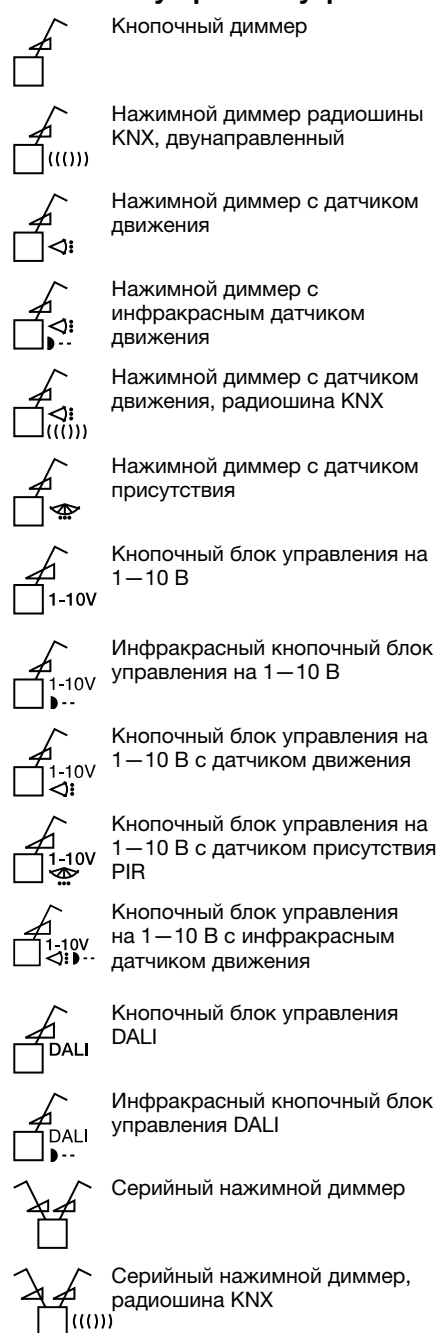 Кнопочный диммер
Нажимной диммер радиошины
KNX, двунаправленный
Нажимной диммер с датчиком
движения
Нажимной диммер с
инфракрасным датчиком
движения
Нажимной диммер с датчиком
движения, радиошина KNX
Нажимной диммер с датчиком
присутствия
Кнопочный блок управления на
1—10 В
1-10V
Инфракрасный кнопочный блок
управления на 1—10 В
1-10V
Кнопочный блок управления на
1—10 В с датчиком движения
1-10V
Кнопочный блок управления на
1—10 В с датчиком присутствия
PIR
1-10V
Кнопочный блок управления
на 1—10 В с инфракрасным
датчиком движения
1-10V
Кнопочный блок управления
DALI
DALI
Инфракрасный кнопочный блок
управления DALI
DALI
Серийный нажимной диммер
Серийный нажимной диммер,
радиошина KNX